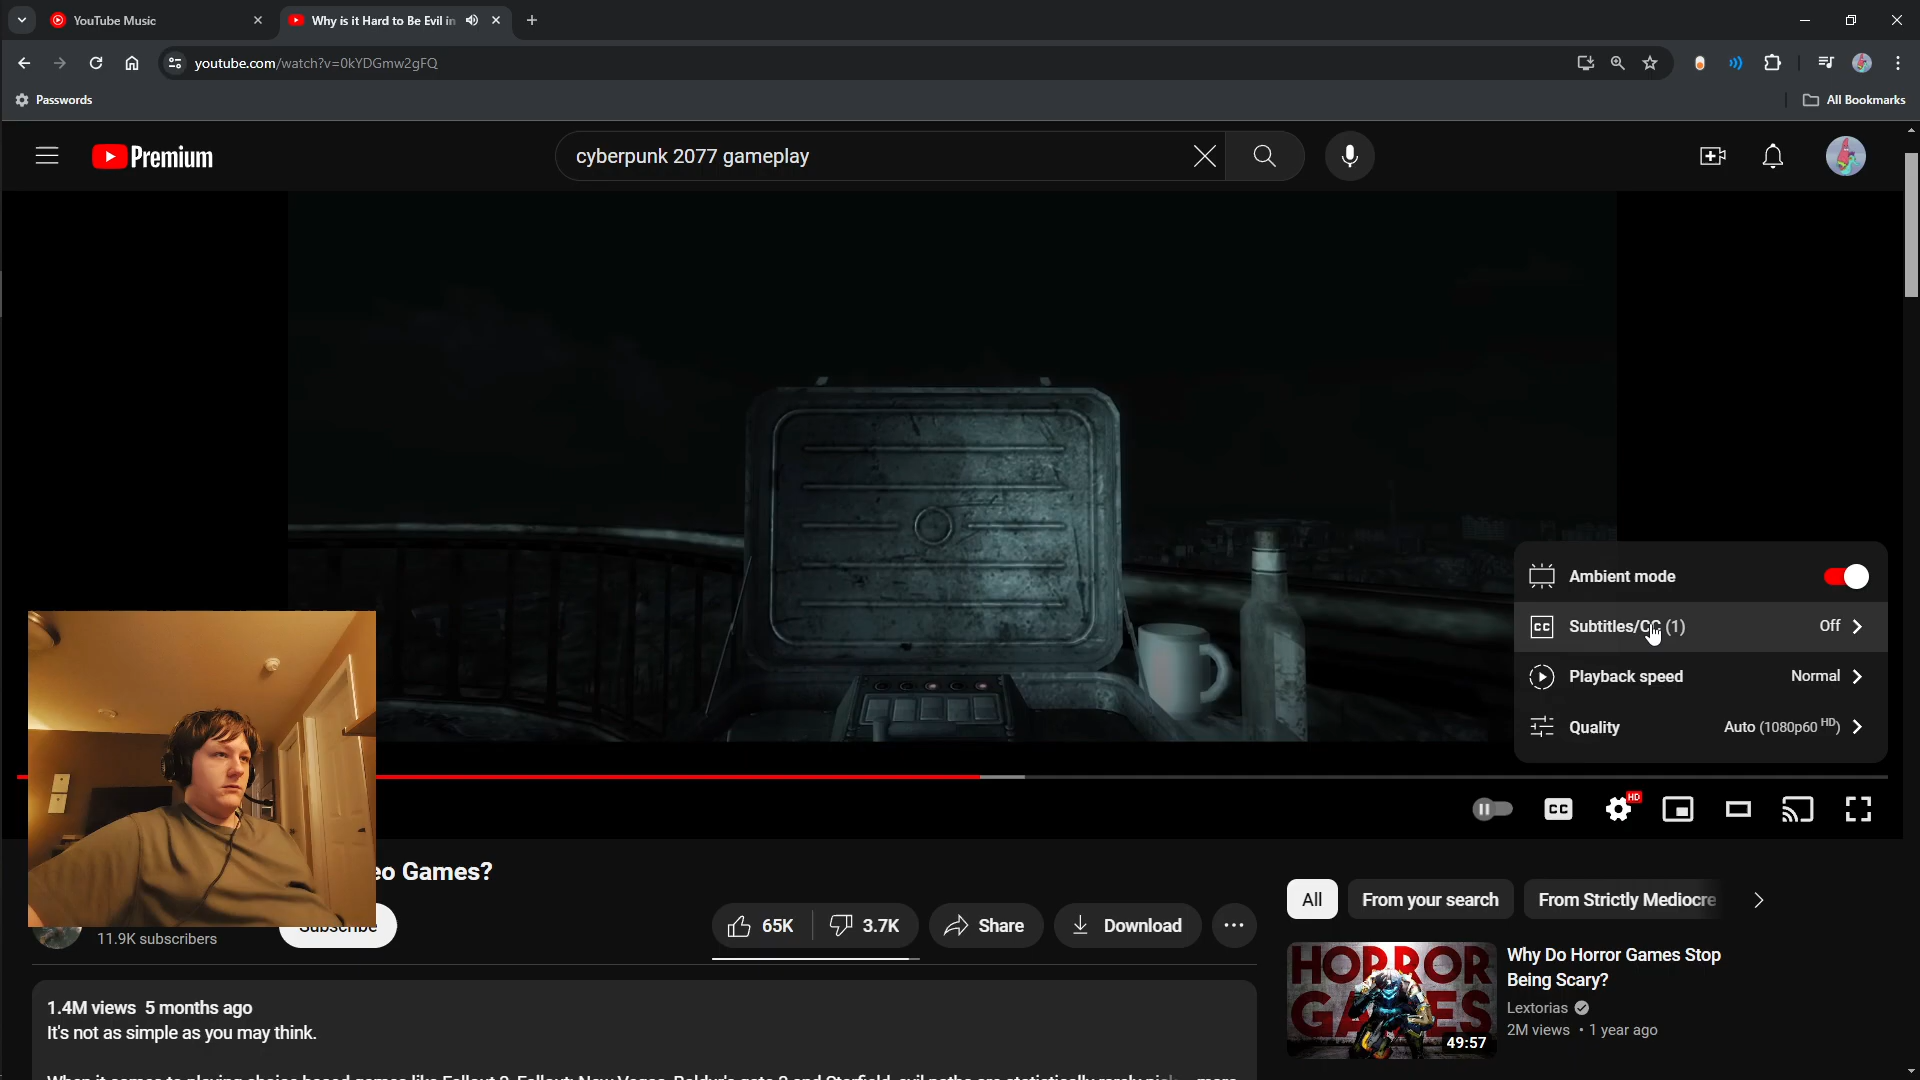 YouTube Music
Why is it Hard to Be Evil in
youtube.com/watch?v=0kYDGmw2gFQ
Passwords
All Bookmarks
Premium
cyberpunk 2077 gameplay
Ambient mode
Subtitles/CC (1)
Off
Playback speed
Normal
Quality
Auto (1080p60 HD)
CC
HD
eo Games?
11.9K subscribers
Subscribe
65K
3.7K
Share
Download
All
From your search
From Strictly Mediocre
1.4M views 5 months ago
It's not as simple as you may think.
HORROR
GAMES
49:57
Why Do Horror Games Stop
Being Scary?
Lextorias
2M views • 1 year ago